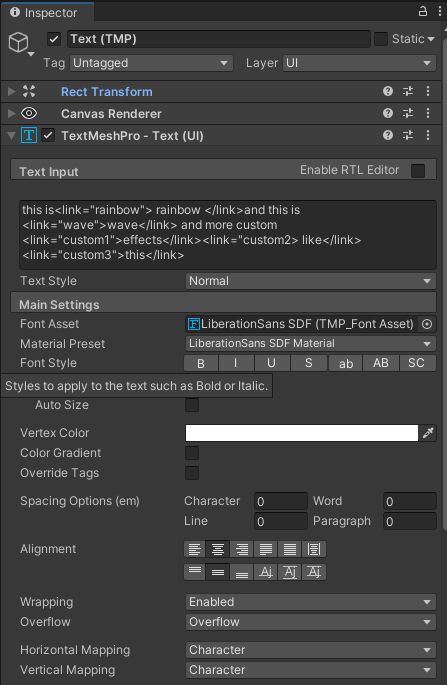 Inspector
Text (TMP)
Static
Tag Untagged Layer UI
Rect Transform
Canvas Renderer
TextMeshPro - Text (UI)
Text Input Enable RTL Editor
this is<link="rainbow"> rainbow </link>and this is
<link="wave">wave</link> and more custom
<link="custom1">effects</link><link="custom2> like</link>
<link="custom3">this</link>
Text Style Normal
Main Settings
Font Asset LiberationSans SDF (TMP_Font Asset)
Material Preset LiberationSans SDF Material
Font Style B I U S ab AB SC
Styles to apply to the text such as Bold or Italic.
Auto Size
Vertex Color
Color Gradient
Override Tags
Spacing Options (em) Character 0 Word 0
Line 0 Paragraph 0
Alignment
Wrapping Enabled
Overflow Overflow
Horizontal Mapping Character
Vertical Mapping Character